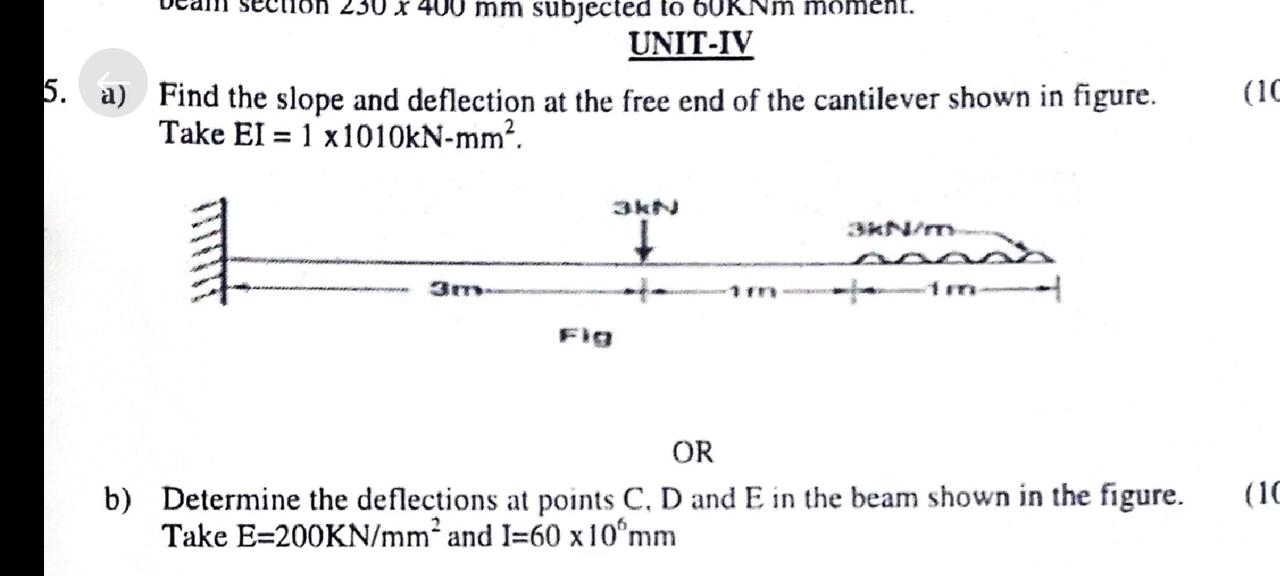 beam section 230 x 400 mm subjected to 60KNm moment.
UNIT-IV
5. a) Find the slope and deflection at the free end of the cantilever shown in figure. (10
Take EI = 1 x1010kN-mm².
3kN
3kN/m
3m 1m 1m
Fig
OR
b) Determine the deflections at points C, D and E in the beam shown in the figure. (10
Take E=200KN/mm² and I=60 x10⁶mm